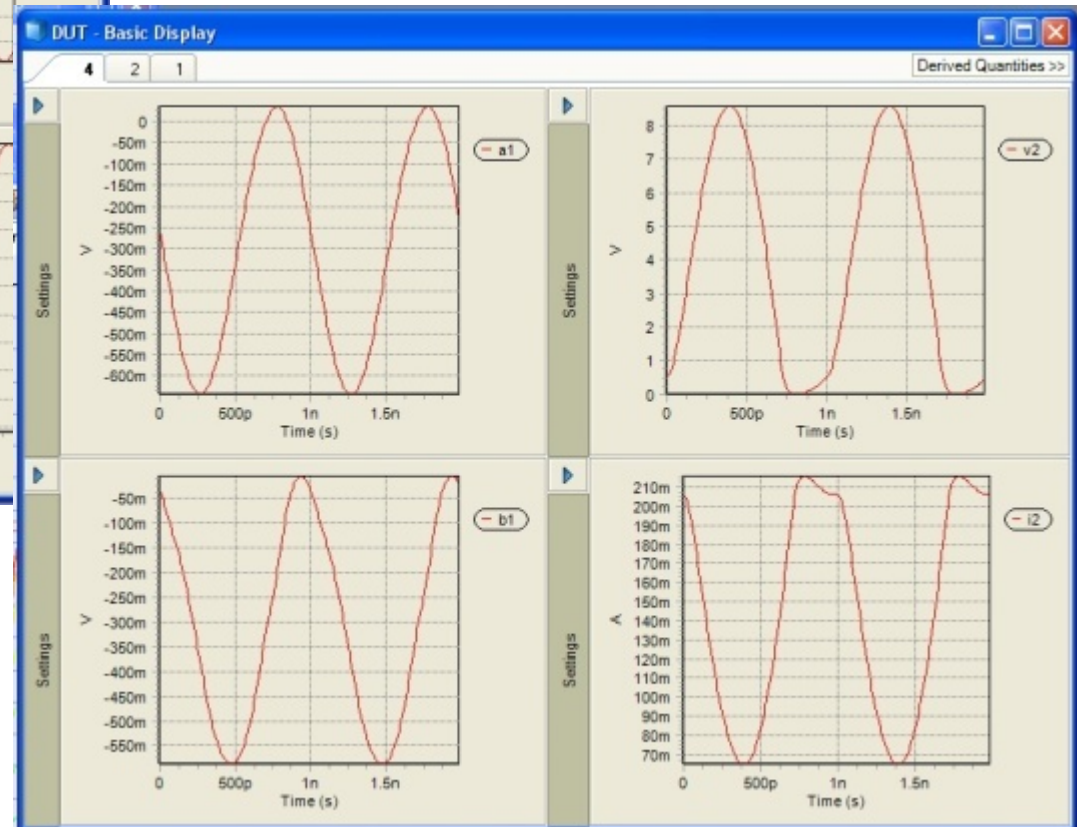 DUT - Basic Display
4 2 1
Derived Quantities >>
Settings
V
0
-50m
-100m
-150m
-200m
-250m
-300m
-350m
-400m
-450m
-500m
-550m
-600m
0 500p 1n 1.5n
Time (s)
a1
Settings
V
8
7
6
5
4
3
2
1
0
0 500p 1n 1.5n
Time (s)
v2
Settings
V
-50m
-100m
-150m
-200m
-250m
-300m
-350m
-400m
-450m
-500m
-550m
0 500p 1n 1.5n
Time (s)
b1
Settings
A
210m
200m
190m
180m
170m
160m
150m
140m
130m
120m
110m
100m
90m
80m
70m
0 500p 1n 1.5n
Time (s)
i2